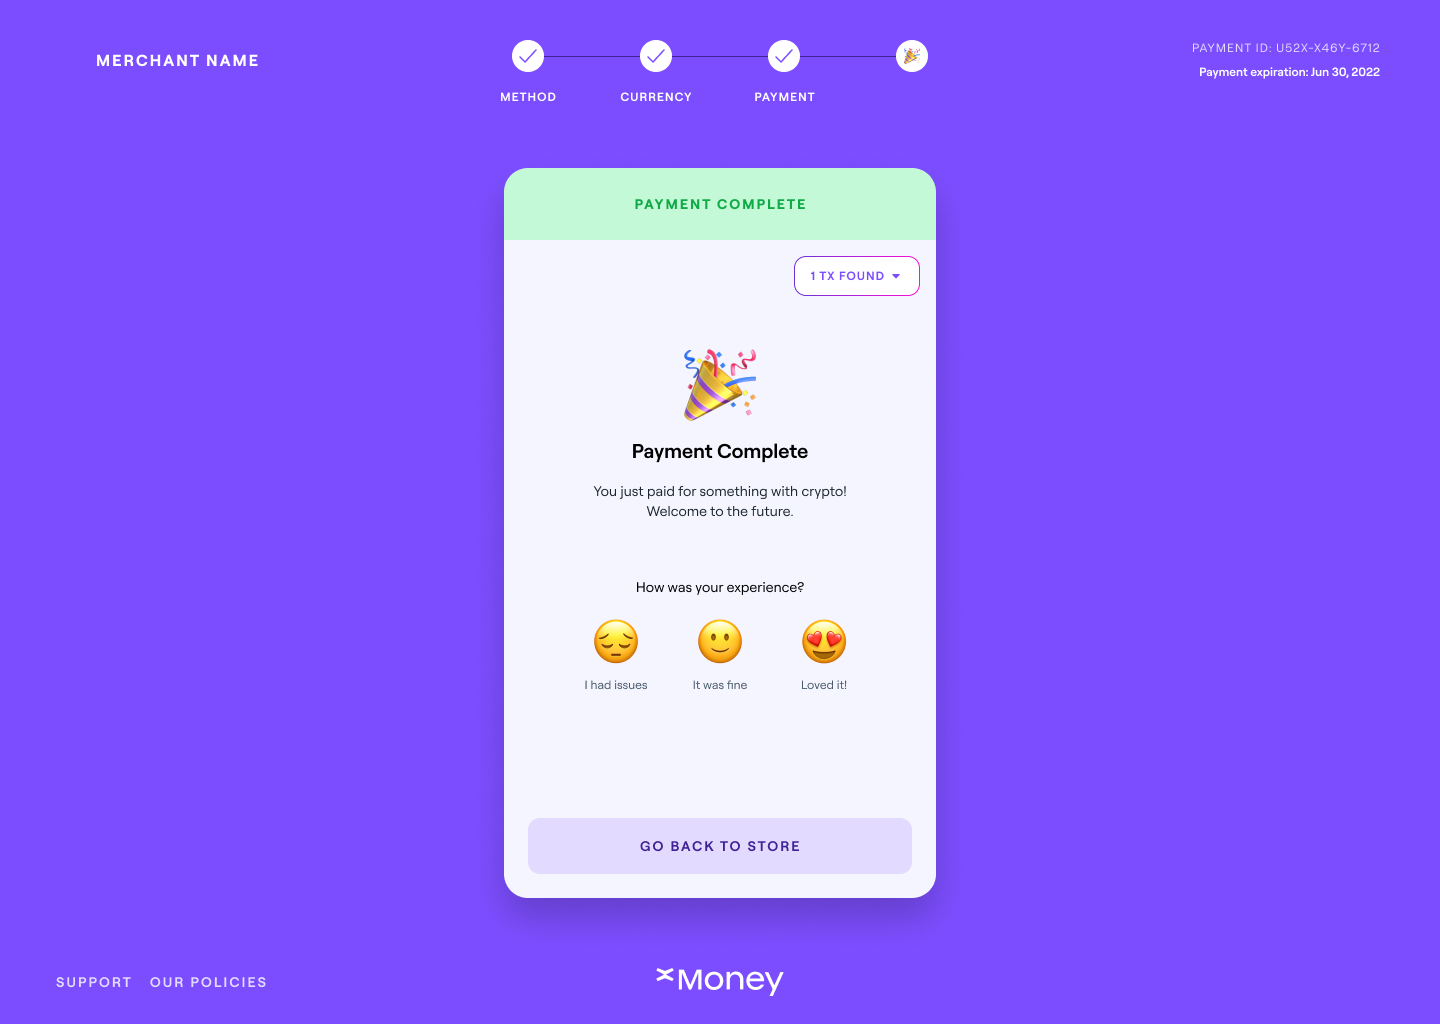 MERCHANT NAME
METHOD
CURRENCY
PAYMENT
PAYMENT ID: U52X-X46Y-6712
Payment expiration: Jun 30, 2022
PAYMENT COMPLETE
1 TX FOUND
Payment Complete
You just paid for something with crypto!
Welcome to the future.
How was your experience?
I had issues
It was fine
Loved it!
GO BACK TO STORE
SUPPORT
OUR POLICIES
xMoney